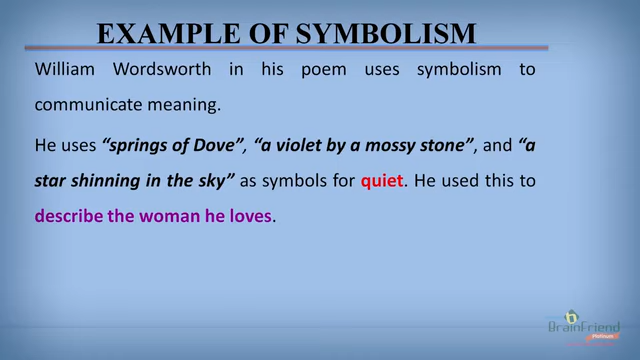 EXAMPLE OF SYMBOLISM
William Wordsworth in his poem uses symbolism to
communicate meaning.
He uses “springs of Dove”, “a violet by a mossy stone”, and “a
star shinning in the sky” as symbols for quiet. He used this to
describe the woman he loves.
BrainFriend
Platinum